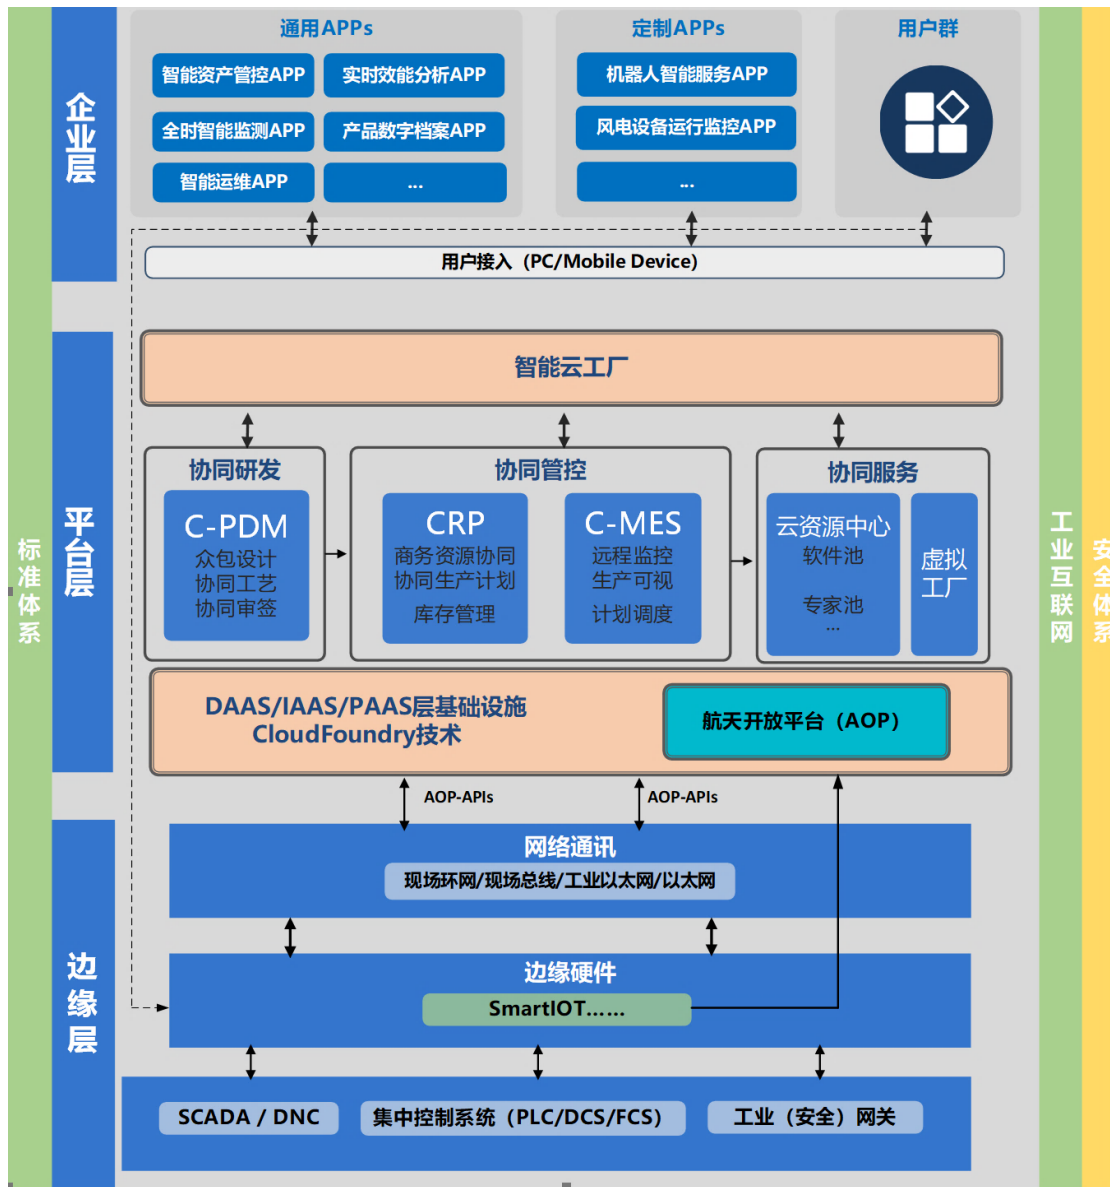 通用APPs
定制APPs
用户群
智能资产管控APP
实时效能分析APP
机器人智能服务APP
全时智能监测APP
产品数字档案APP
风电设备运行监控APP
智能运维APP
...
...
企业层
用户接入（PC/Mobile Device）
智能云工厂
协同研发
协同管控
协同服务
C-PDM
众包设计
协同工艺
协同审签
CRP
商务资源协同
协同生产计划
库存管理
C-MES
远程监控
生产可视
计划调度
云资源中心
软件池
专家池
...
虚拟
工厂
平台层
DAAS/IAAS/PAAS层基础设施
CloudFoundry技术
航天开放平台（AOP）
AOP-APIs
AOP-APIs
网络通讯
现场环网/现场总线/工业以太网/以太网
边缘硬件
SmartIOT......
边缘层
SCADA / DNC
集中控制系统（PLC/DCS/FCS）
工业（安全）网关
标准体系
工业互联网
安全体系